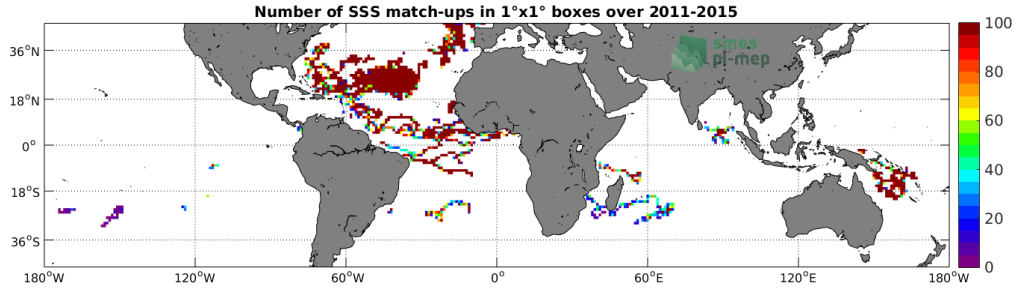 Number of SSS match-ups in 1°x1° boxes over 2011-2015
36°N
18°N
0°
18°S
36°S
180°W 120°W 60°W 0° 60°E 120°E 180°W
smos
pi-mep
100
80
60
40
20
0